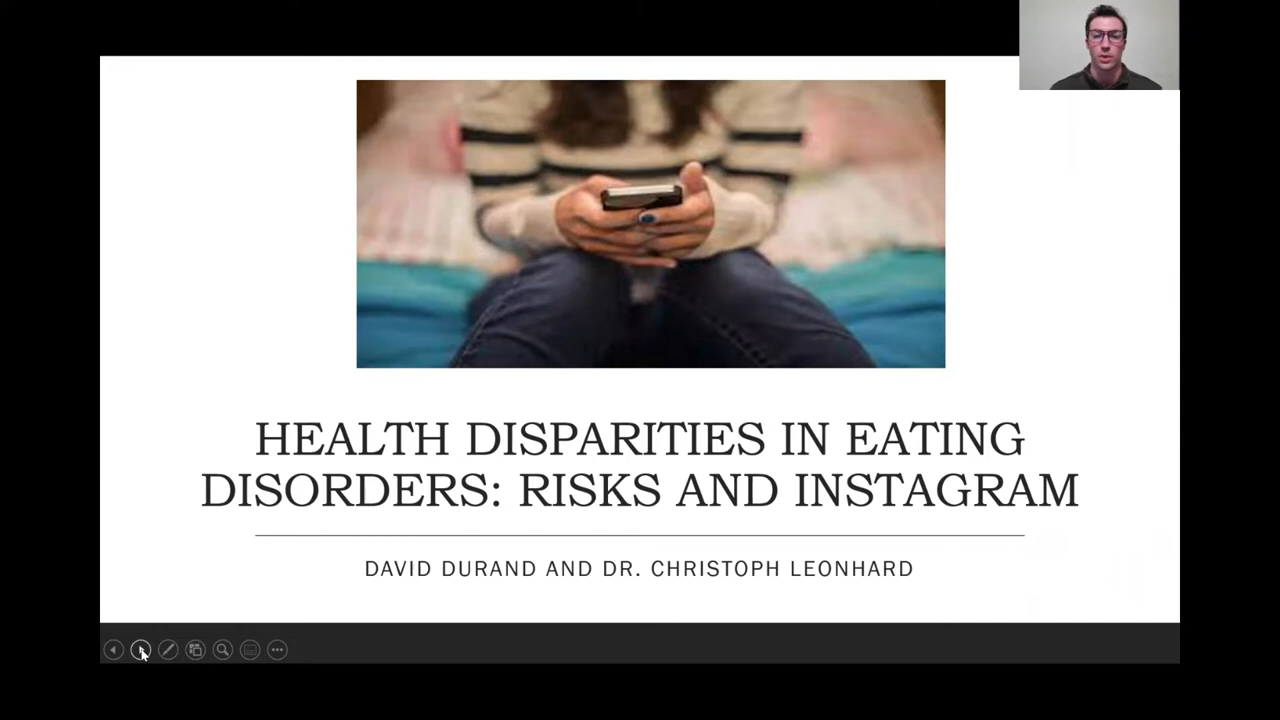 HEALTH DISPARITIES IN EATING
DISORDERS: RISKS AND INSTAGRAM
DAVID DURAND AND DR. CHRISTOPH LEONHARD